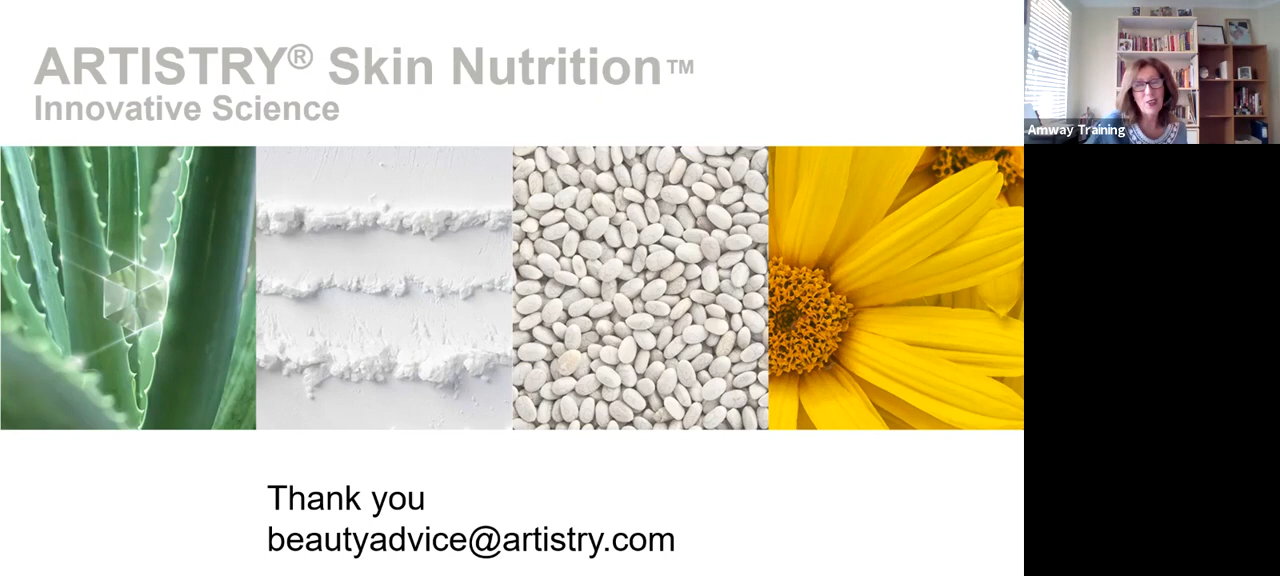 ARTISTRY® Skin Nutrition™
Innovative Science
Amway Training
Thank you
beautyadvice@artistry.com